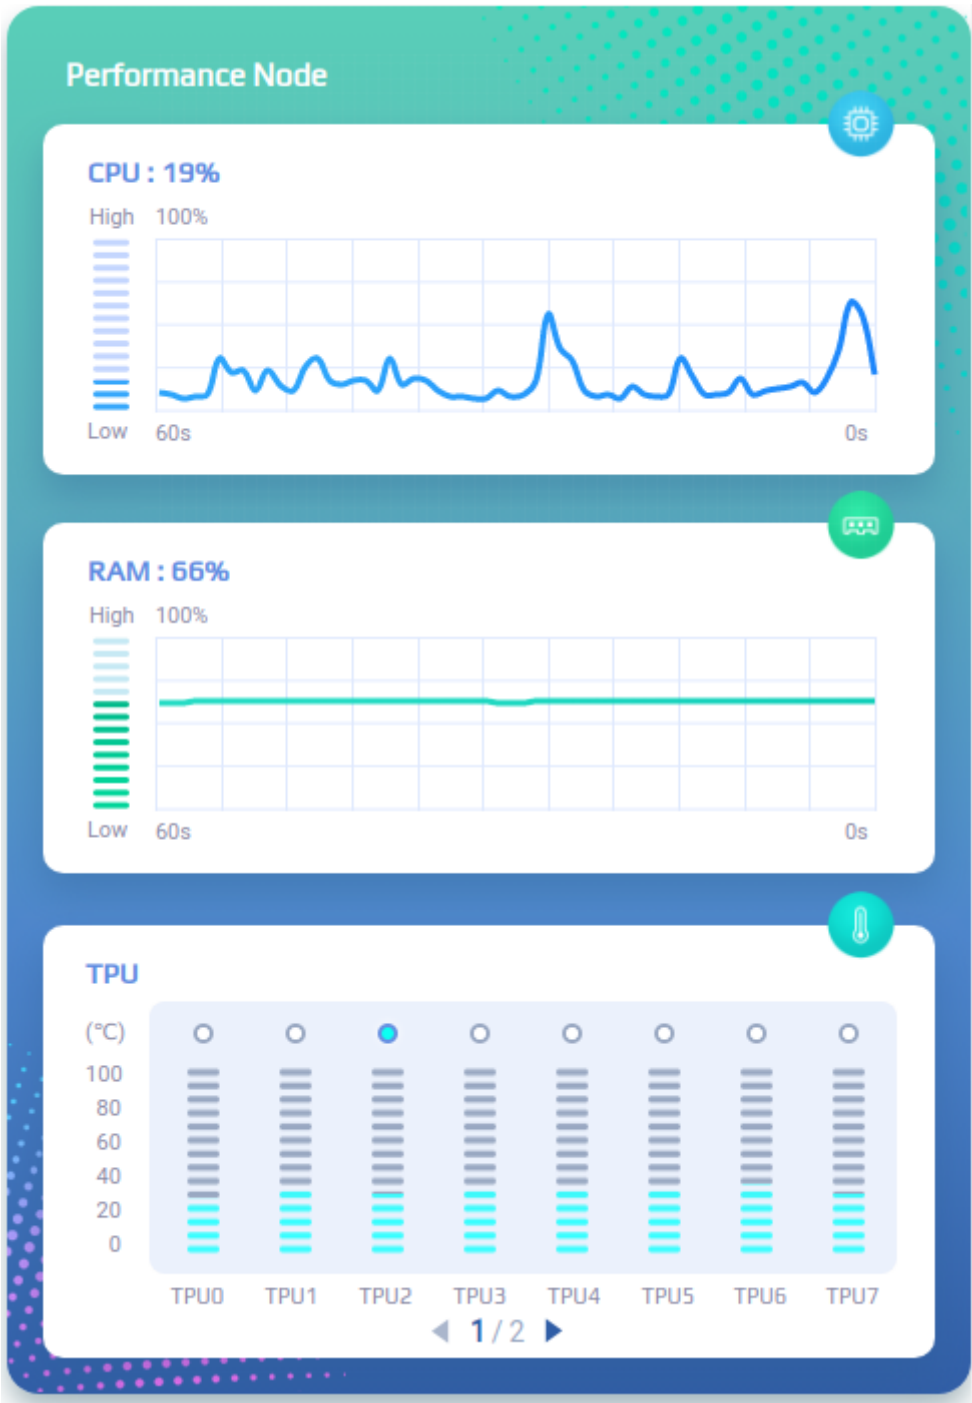 Performance Node
CPU : 19%
High 100%
Low 60s 0s
RAM : 66%
High 100%
Low 60s 0s
TPU
(℃)
100
80
60
40
20
0
TPU0 TPU1 TPU2 TPU3 TPU4 TPU5 TPU6 TPU7
1 / 2